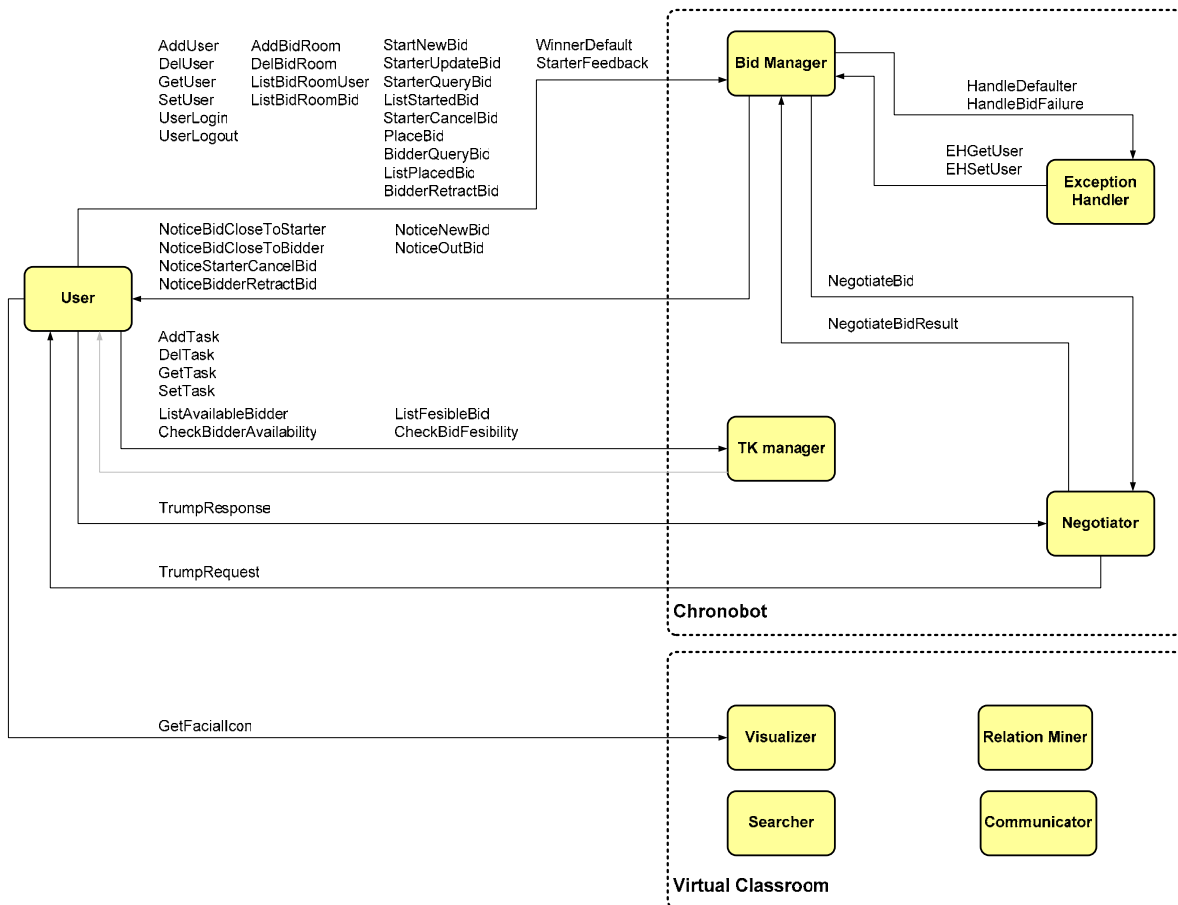 AddUser
DelUser
GetUser
SetUser
UserLogin
UserLogout
AddBidRoom
DelBidRoom
ListBidRoomUser
ListBidRoomBid
StartNewBid
StarterUpdateBid
StarterQueryBid
ListStartedBid
StarterCancelBid
PlaceBid
BidderQueryBid
ListPlacedBid
BidderRetractBid
WinnerDefault
StarterFeedback
Bid Manager
HandleDefaulter
HandleBidFailure
EHGetUser
EHSetUser
Exception
Handler
NoticeBidCloseToStarter
NoticeBidCloseToBidder
NoticeStarterCancelBid
NoticeBidderRetractBid
NoticeNewBid
NoticeOutBid
User
NegotiateBid
NegotiateBidResult
AddTask
DelTask
GetTask
SetTask
ListAvailableBidder
CheckBidderAvailability
ListFesibleBid
CheckBidFesibility
TK manager
TrumpResponse
Negotiator
TrumpRequest
Chronobot
GetFacialIcon
Visualizer
Relation Miner
Searcher
Communicator
Virtual Classroom